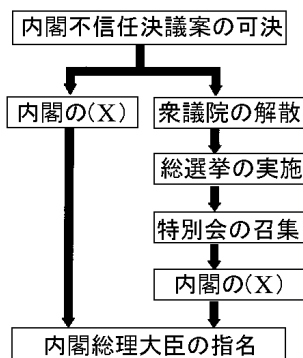 内閣不信任決議案の可決
内閣の(X)
衆議院の解散
総選挙の実施
特別会の召集
内閣の(X)
内閣総理大臣の指名